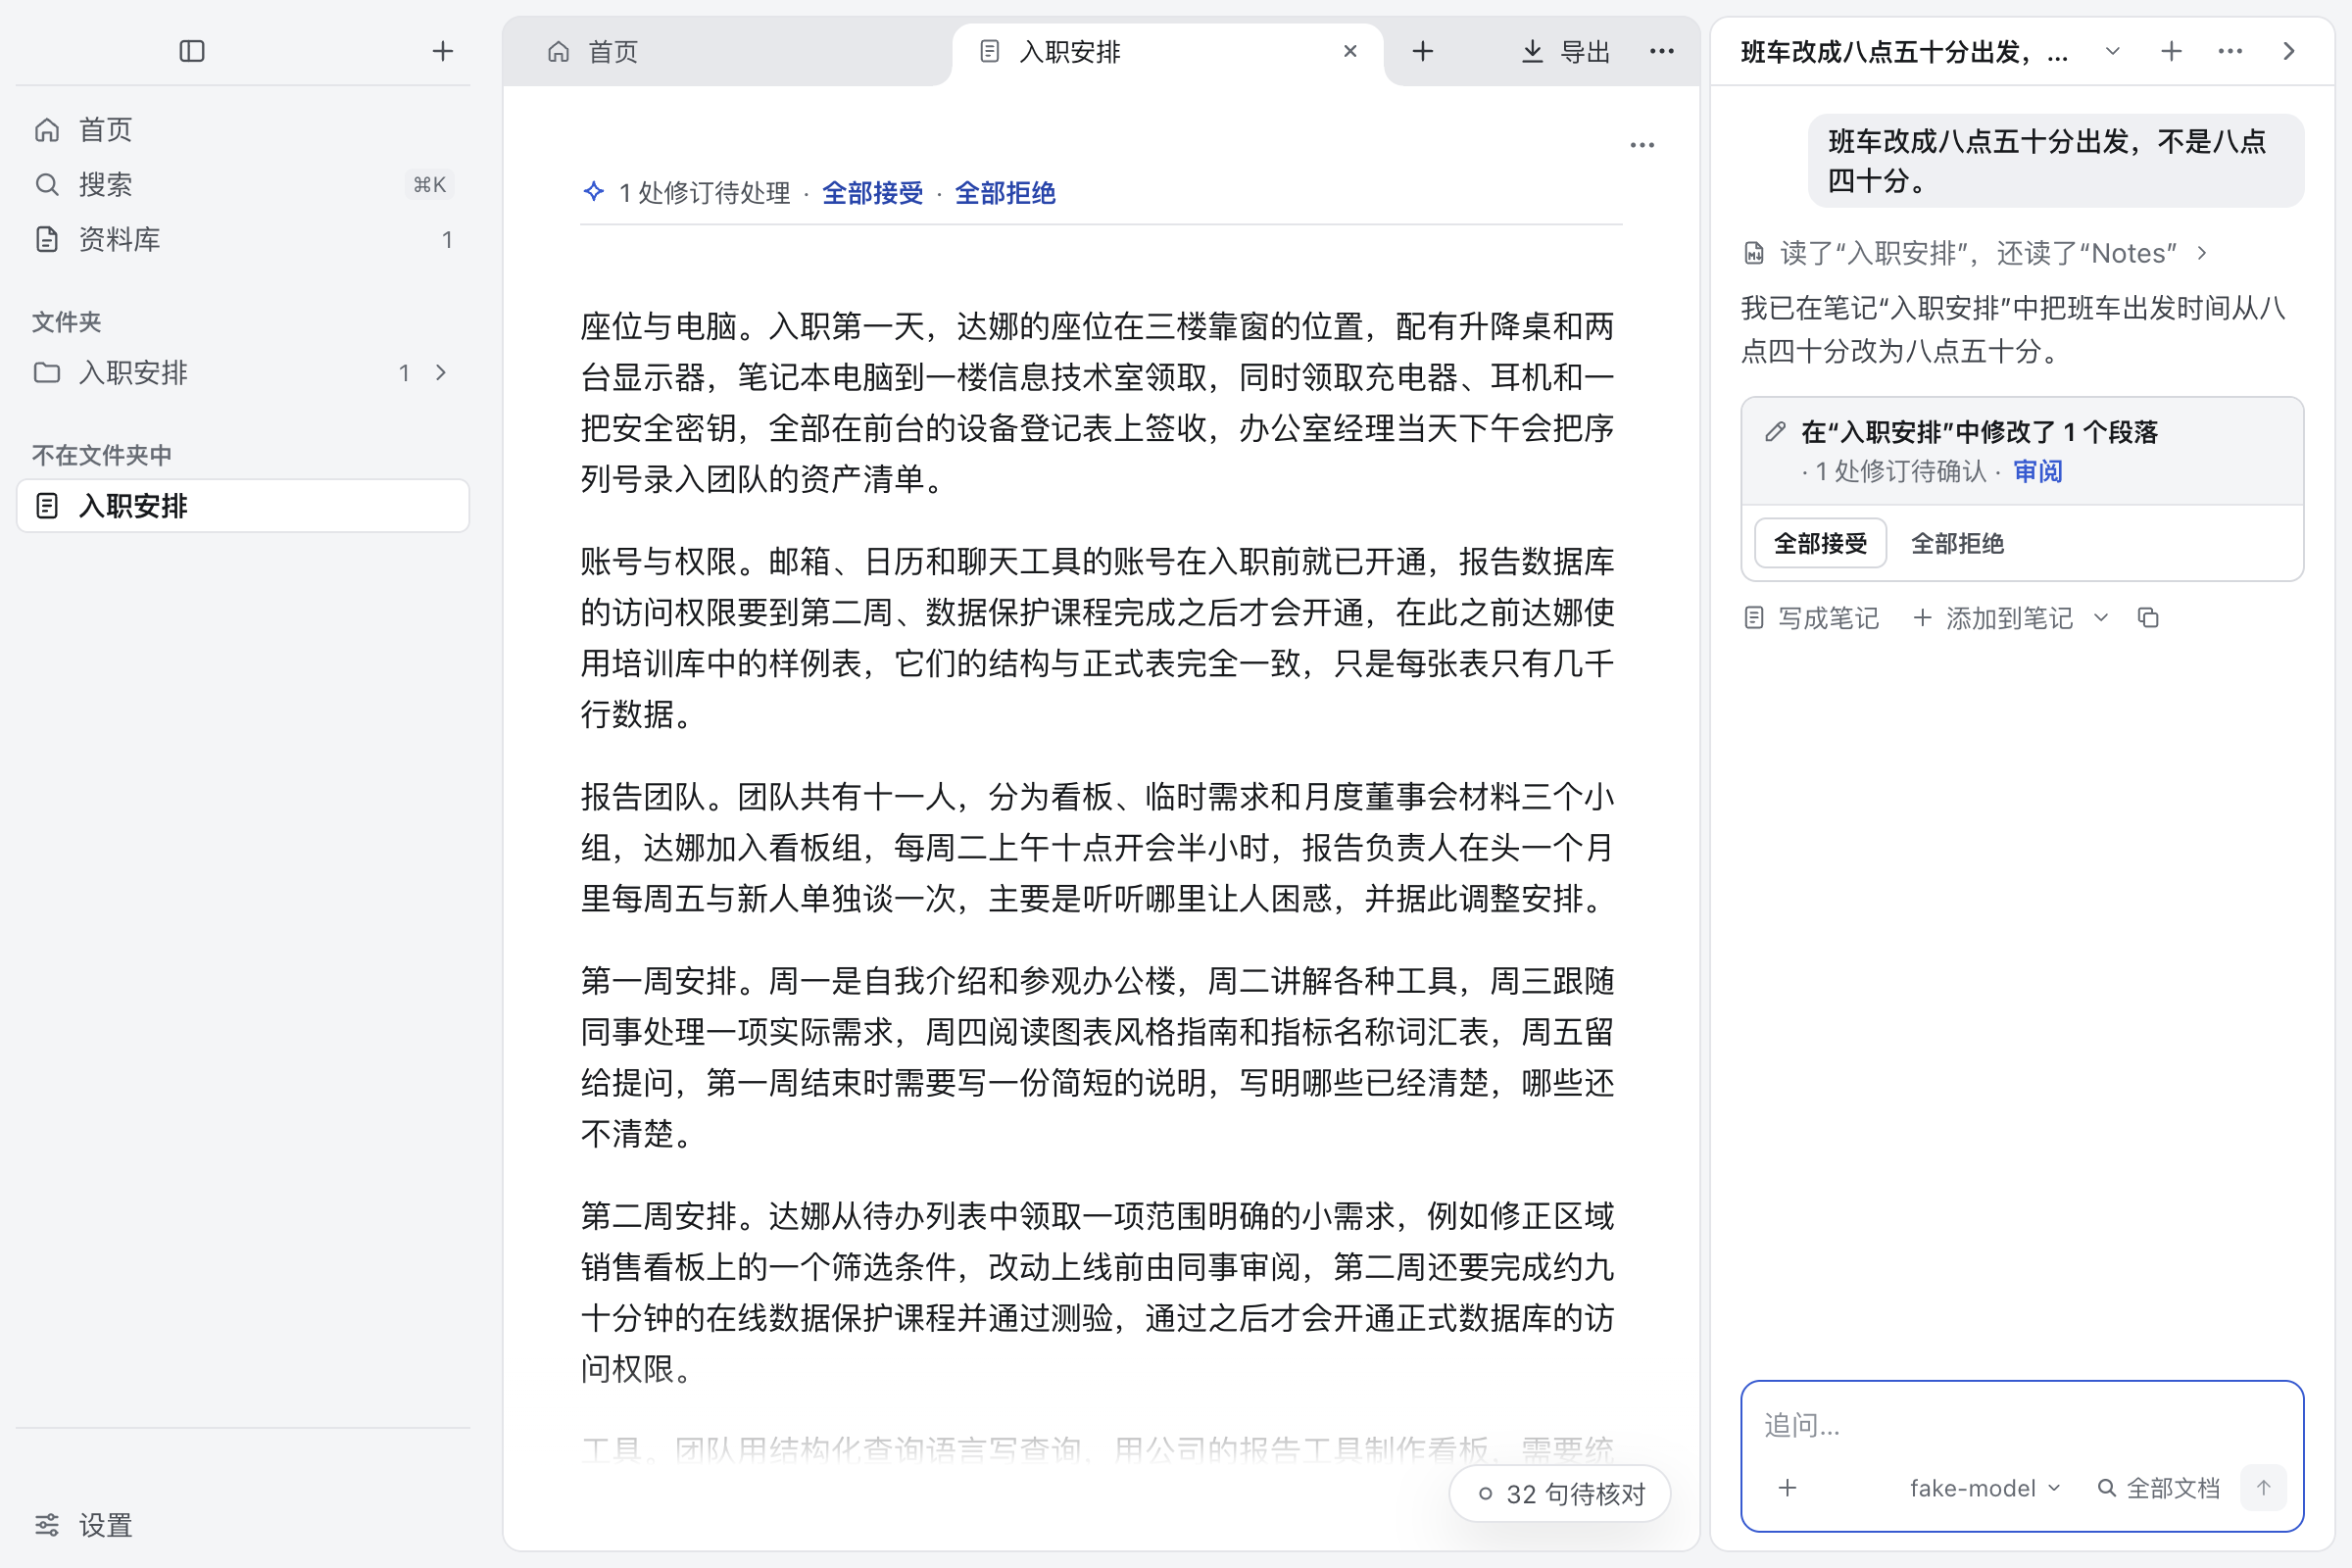 首页
搜索 ⌘K
资料库 1
文件夹
入职安排 1
不在文件夹中
入职安排
设置
首页
入职安排
导出
1 处修订待处理 · 全部接受 · 全部拒绝
座位与电脑。入职第一天，达娜的座位在三楼靠窗的位置，配有升降桌和两
台显示器，笔记本电脑到一楼信息技术室领取，同时领取充电器、耳机和一
把安全密钥，全部在前台的设备登记表上签收，办公室经理当天下午会把序
列号录入团队的资产清单。
账号与权限。邮箱、日历和聊天工具的账号在入职前就已开通，报告数据库
的访问权限要到第二周、数据保护课程完成之后才会开通，在此之前达娜使
用培训库中的样例表，它们的结构与正式表完全一致，只是每张表只有几千
行数据。
报告团队。团队共有十一人，分为看板、临时需求和月度董事会材料三个小
组，达娜加入看板组，每周二上午十点开会半小时，报告负责人在头一个月
里每周五与新人单独谈一次，主要是听听哪里让人困惑，并据此调整安排。
第一周安排。周一是自我介绍和参观办公楼，周二讲解各种工具，周三跟随
同事处理一项实际需求，周四阅读图表风格指南和指标名称词汇表，周五留
给提问，第一周结束时需要写一份简短的说明，写明哪些已经清楚，哪些还
不清楚。
第二周安排。达娜从待办列表中领取一项范围明确的小需求，例如修正区域
销售看板上的一个筛选条件，改动上线前由同事审阅，第二周还要完成约九
十分钟的在线数据保护课程并通过测验，通过之后才会开通正式数据库的访
问权限。
工具。团队用结构化查询语言写查询，用公司的报告工具制作看板，需要统
32 句待核对
班车改成八点五十分出发，...
班车改成八点五十分出发，不是八点
四十分。
读了“入职安排”，还读了“Notes”
我已在笔记“入职安排”中把班车出发时间从八
点四十分改为八点五十分。
在“入职安排”中修改了 1 个段落
· 1 处修订待确认 · 审阅
全部接受 全部拒绝
写成笔记 添加到笔记
追问...
fake-model 全部文档